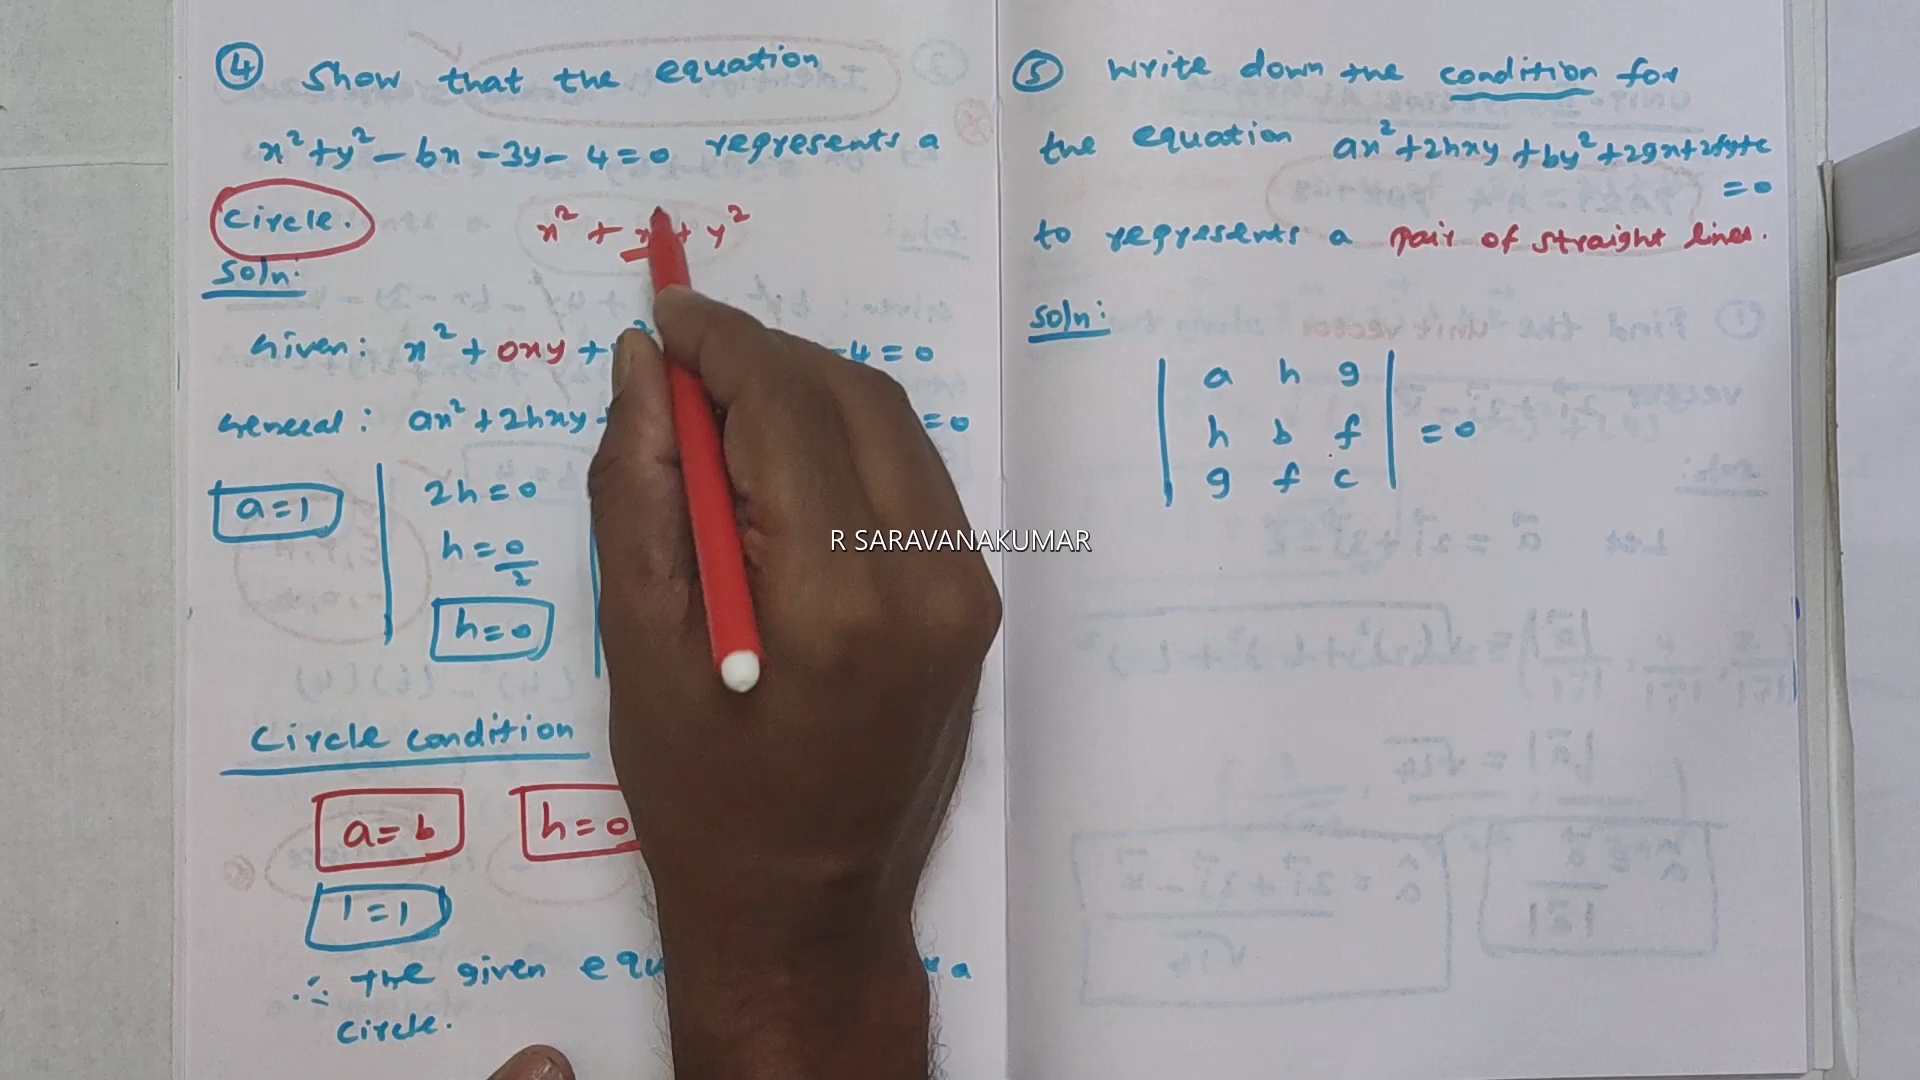 ④ Show that the equation
x² + y² - 6x - 3y - 4 = 0 represents a
circle.
x² + x + y²
Soln:
Given: x² + 0xy + -4 = 0
General: ax² + 2hxy + = 0
a = 1
2h = 0
h = 0/2
h = 0
Circle condition
a = b h = 0
1 = 1
∴ The given a
circle.
⑤ Write down the condition for
the equation ax² + 2hxy + by² + 2gx + 2fy + c
= 0
to represents a pair of straight lines.
Soln:
| a h g |
| h b f | = 0
| g f c |
R SARAVANAKUMAR